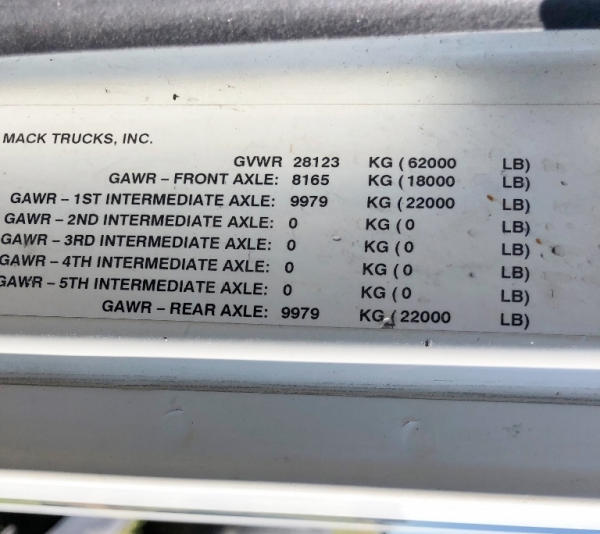 MACK TRUCKS, INC.
GVWR 28123 KG ( 62000 LB)
GAWR – FRONT AXLE: 8165 KG ( 18000 LB)
GAWR – 1ST INTERMEDIATE AXLE: 9979 KG ( 22000 LB)
GAWR – 2ND INTERMEDIATE AXLE: 0 KG ( 0 LB)
GAWR – 3RD INTERMEDIATE AXLE: 0 KG ( 0 LB)
GAWR – 4TH INTERMEDIATE AXLE: 0 KG ( 0 LB)
GAWR – 5TH INTERMEDIATE AXLE: 0 KG ( 0 LB)
GAWR – REAR AXLE: 9979 KG ( 22000 LB)